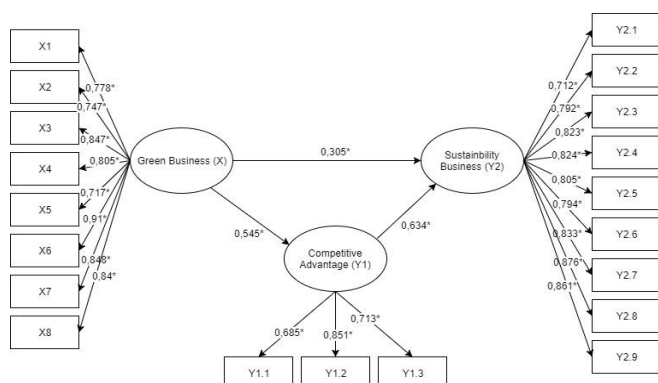 X1
X2
X3
X4
X5
X6
X7
X8
0,778*
0,747*
0,847*
0,805*
0,717*
0,91*
0,848*
0,84*
Green Business (X)
0,305*
0,545*
Competitive
Advantage (Y1)
0,634*
Sustainbility
Business (Y2)
0,685*
0,851*
0,713*
Y1.1
Y1.2
Y1.3
0,712*
0,792*
0,823*
0,824*
0,805*
0,794*
0,833*
0,876*
0,861*
Y2.1
Y2.2
Y2.3
Y2.4
Y2.5
Y2.6
Y2.7
Y2.8
Y2.9